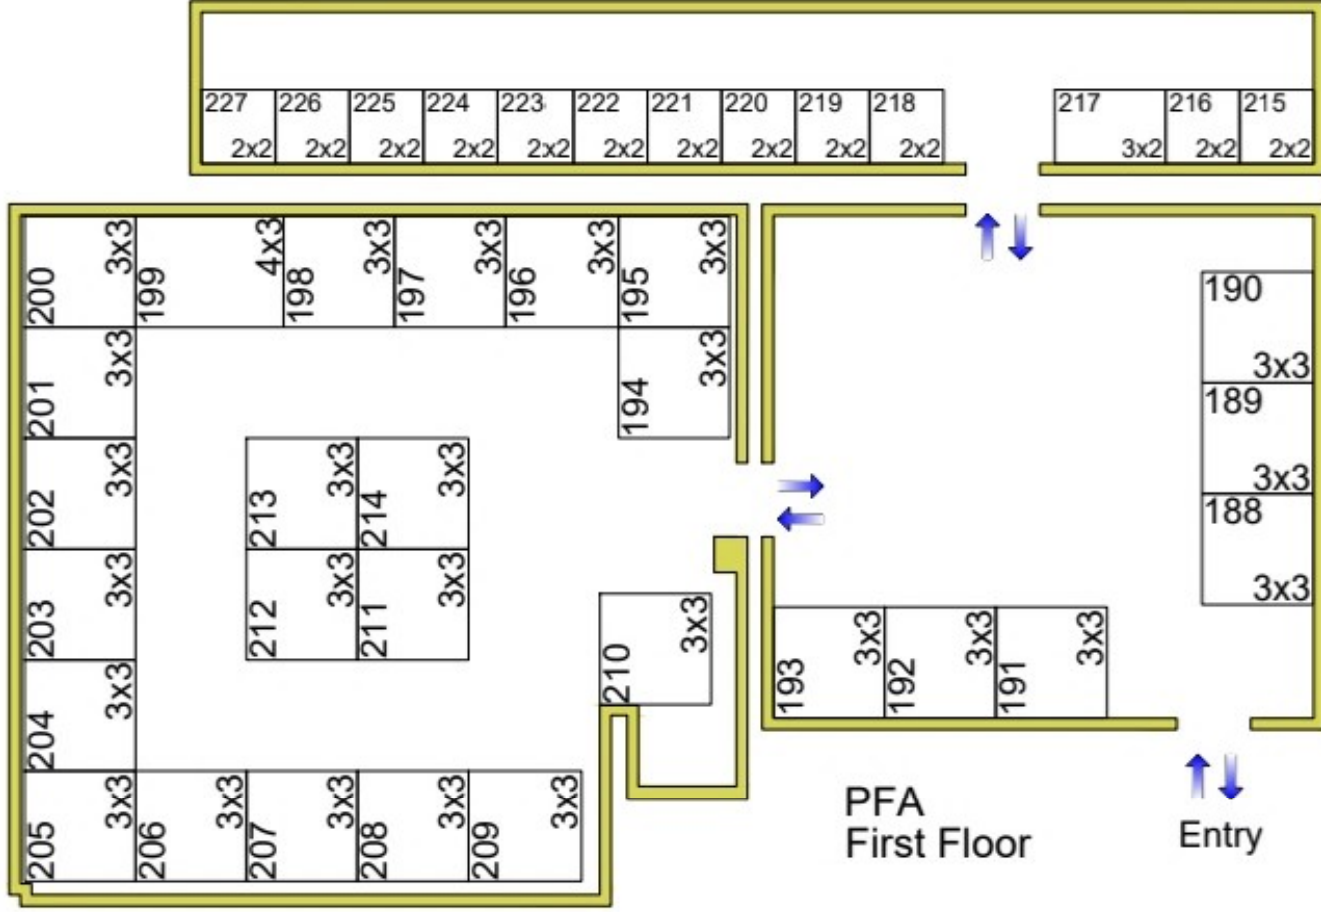 227 226 225 224 223 222 221 220 219 218 217 216 215
2x2 2x2 2x2 2x2 2x2 2x2 2x2 2x2 2x2 2x2 3x2 2x2 2x2
200 3x3 199 4x3 198 3x3 197 3x3 196 3x3 195 3x3
201 3x3
194 3x3
190
3x3
189
3x3
188
3x3
202 3x3
213 3x3 214 3x3
203 3x3
212 3x3 211 3x3
210 3x3
193 3x3 192 3x3 191 3x3
204 3x3
205 3x3 206 3x3 207 3x3 208 3x3 209 3x3
PFA
First Floor
Entry